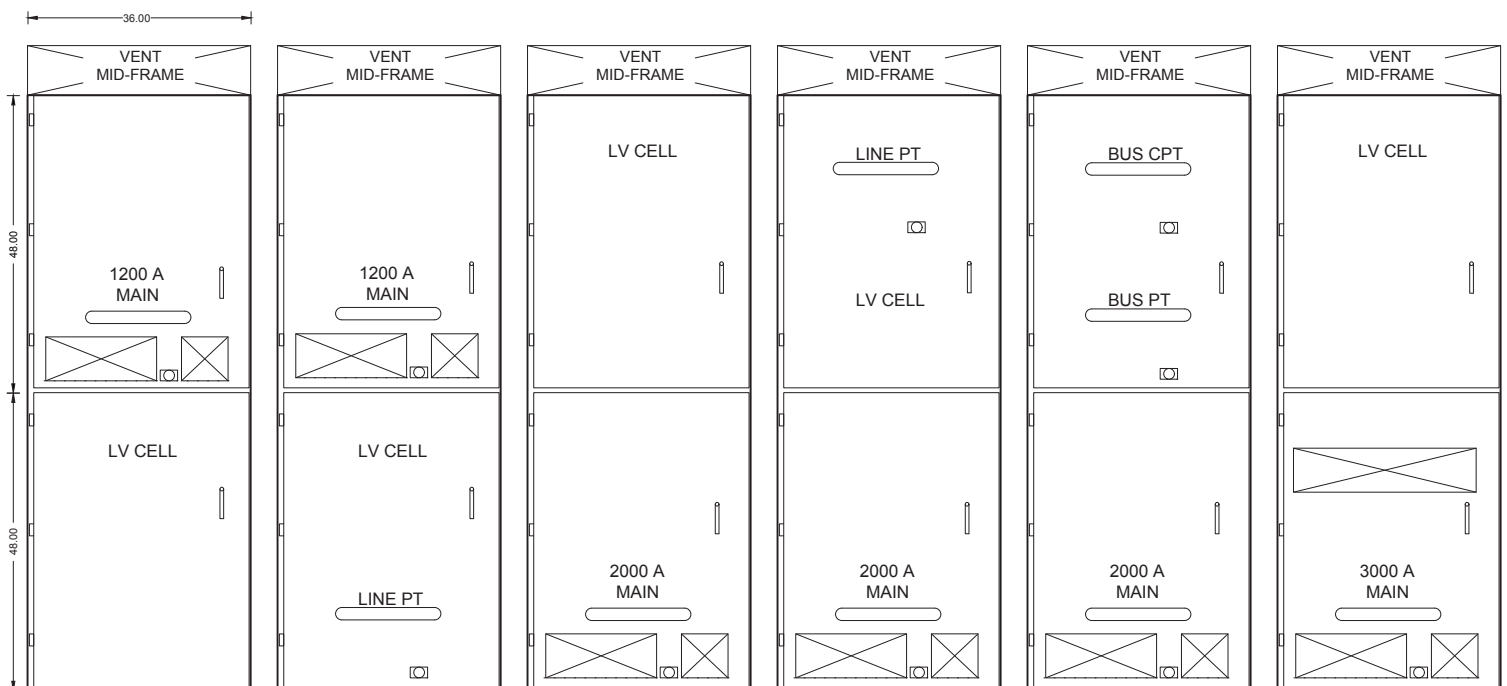 36.00
VENT
MID-FRAME
VENT
MID-FRAME
VENT
MID-FRAME
VENT
MID-FRAME
VENT
MID-FRAME
VENT
MID-FRAME
48.00
1200 A
MAIN
1200 A
MAIN
LV CELL
LINE PT
LV CELL
BUS CPT
BUS PT
LV CELL
48.00
LV CELL
LV CELL
LINE PT
2000 A
MAIN
2000 A
MAIN
2000 A
MAIN
3000 A
MAIN